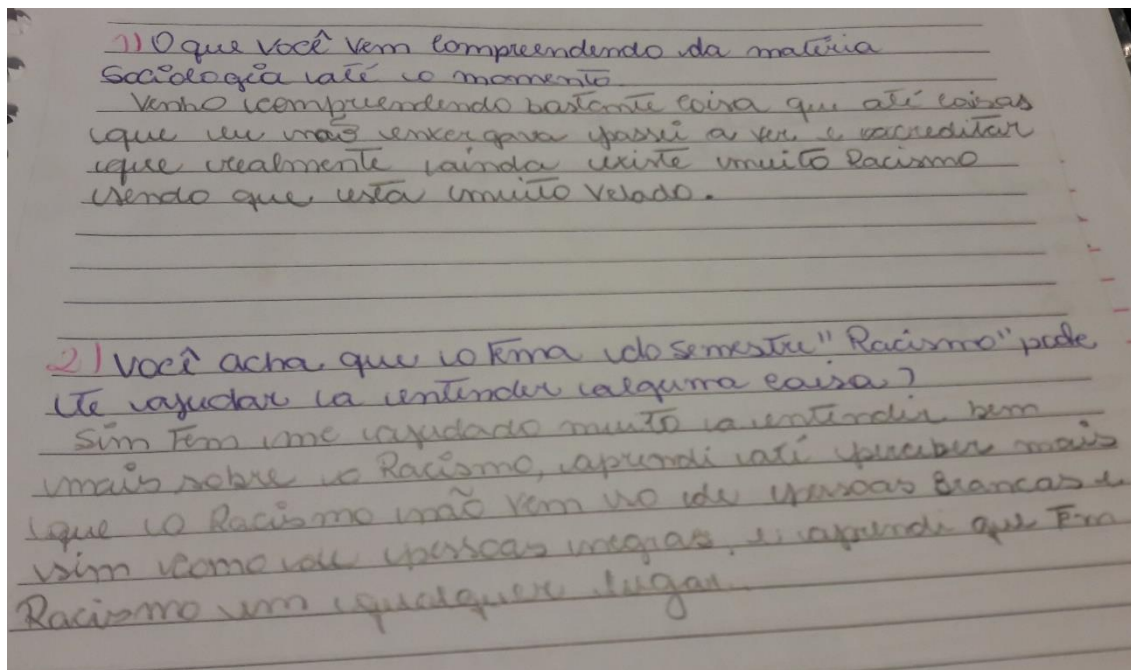 1) O que você vem compreendendo da matéria
Sociologia até o momento
Venho compreendendo bastante coisa que até coisas
que eu não enxergava passei a ver e acreditar
que realmente ainda existe muito Racismo
sendo que esta muito velado.
2) Você acha que o tema do semestre "Racismo" pode
te ajudar a entender alguma coisa?
Sim tem me ajudado muito a entender bem
mais sobre o Racismo, aprendi até perceber mais
que o Racismo não vem so de pessoas Brancas e
sim como de pessoas negras, e aprendi que tem
Racismo em qualquer lugar.